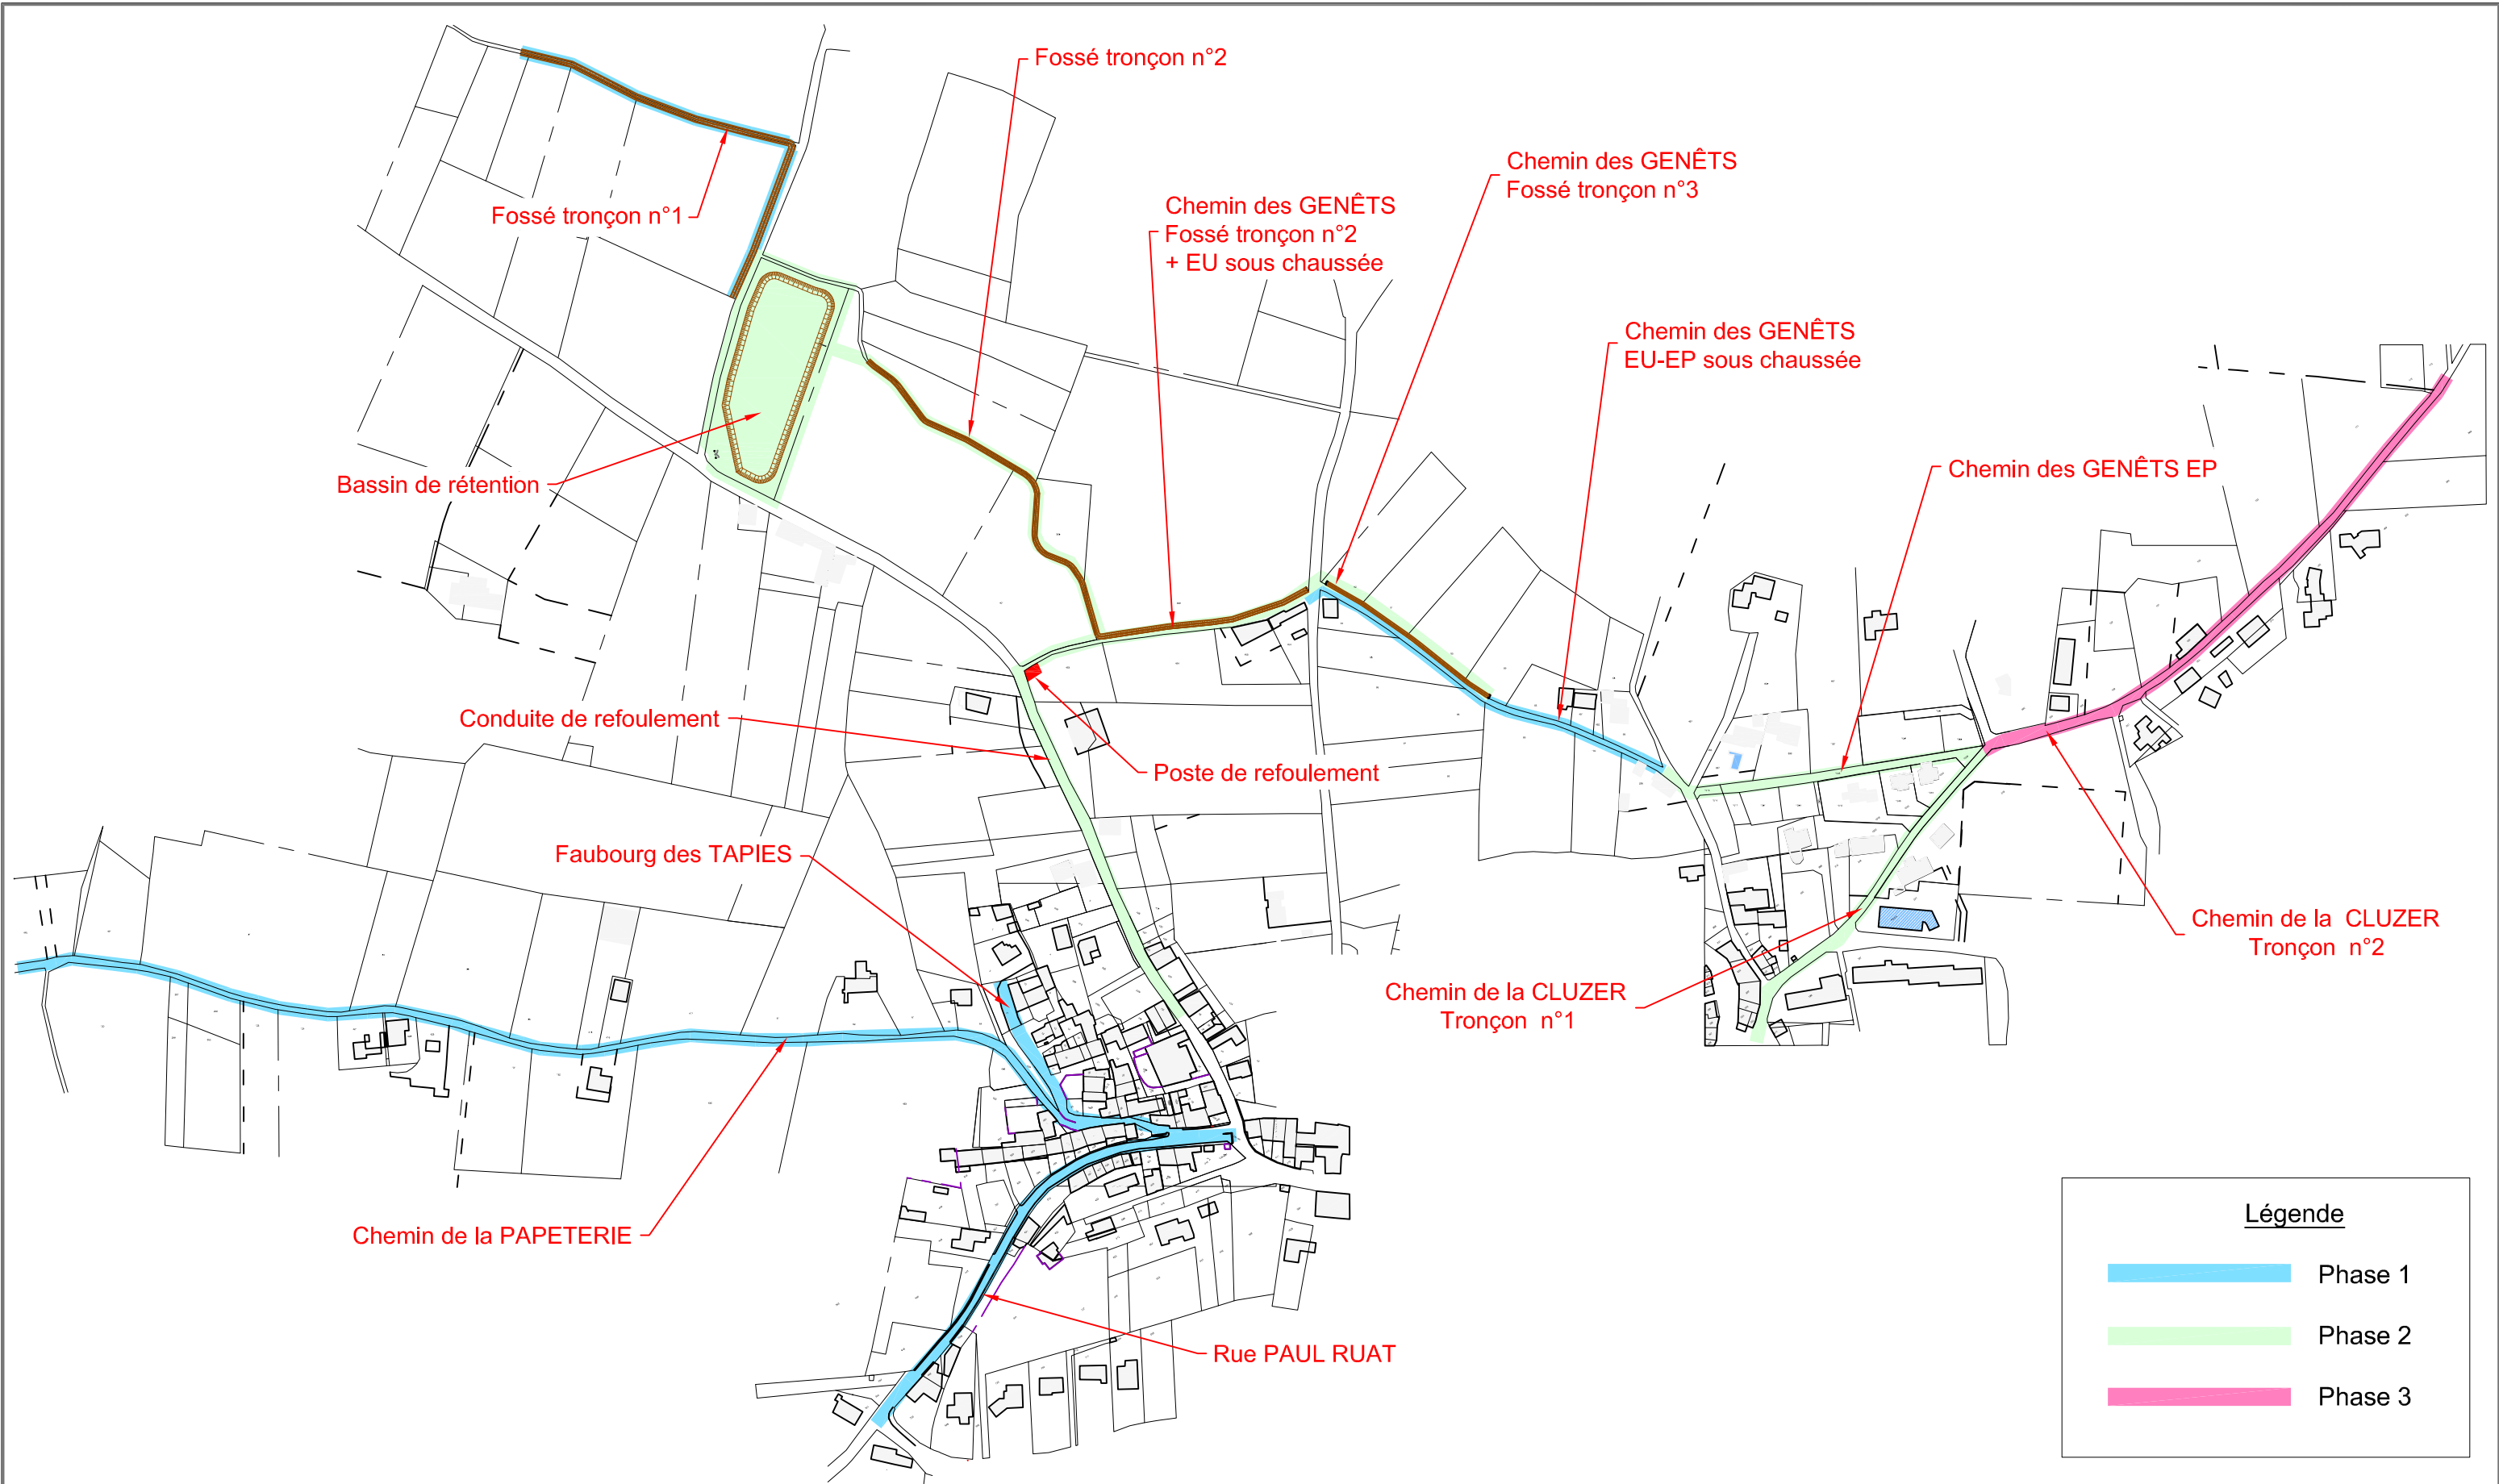 Fossé tronçon n°2
Chemin des GENÊTS
Fossé tronçon n°3
Chemin des GENÊTS
Fossé tronçon n°2
+ EU sous chaussée
Fossé tronçon n°1
Chemin des GENÊTS
EU-EP sous chaussée
Chemin des GENÊTS EP
Bassin de rétention
Conduite de refoulement
Poste de refoulement
Faubourg des TAPIES
Chemin de la CLUZER
Tronçon n°2
Chemin de la CLUZER
Tronçon n°1
Chemin de la PAPETERIE
Rue PAUL RUAT
Légende
Phase 1
Phase 2
Phase 3